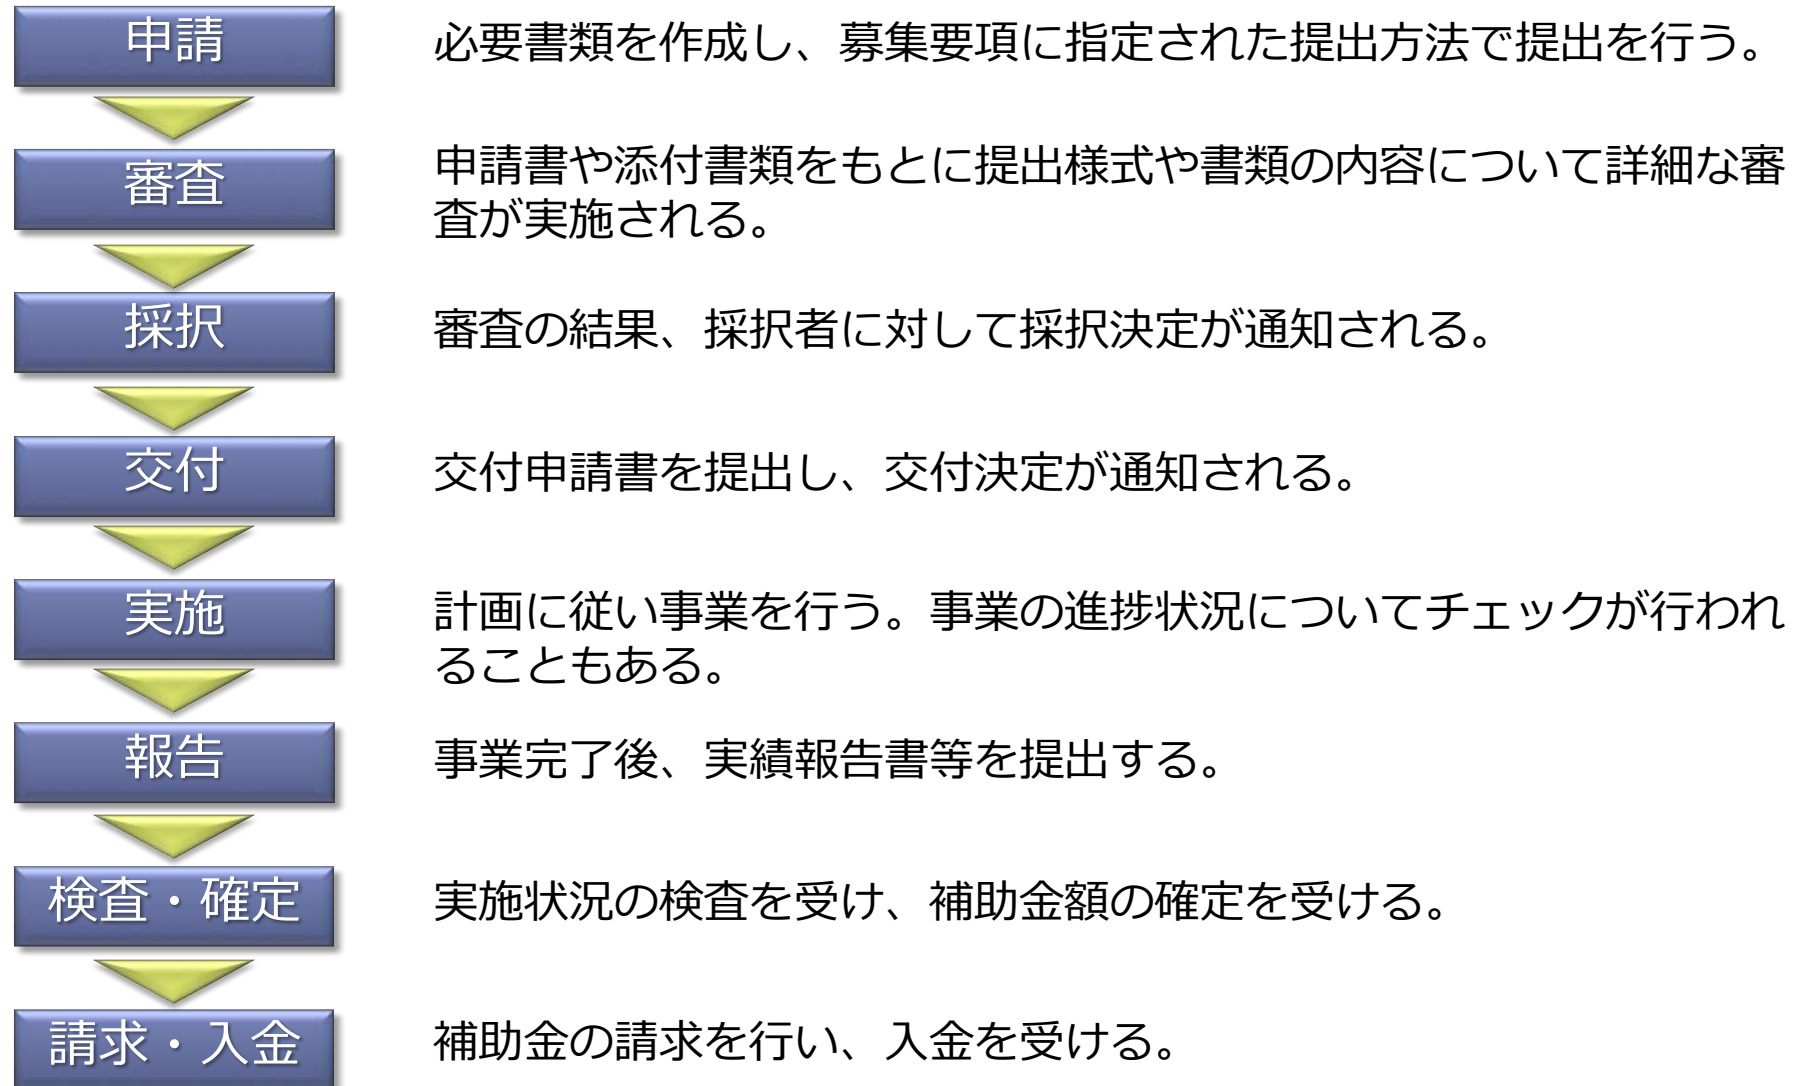 申請
必要書類を作成し、募集要項に指定された提出方法で提出を行う。
審査
申請書や添付書類をもとに提出様式や書類の内容について詳細な審
査が実施される。
採択
審査の結果、採択者に対して採択決定が通知される。
交付
交付申請書を提出し、交付決定が通知される。
実施
計画に従い事業を行う。事業の進捗状況についてチェックが行われ
ることもある。
報告
事業完了後、実績報告書等を提出する。
検査・確定
実施状況の検査を受け、補助金額の確定を受ける。
請求・入金
補助金の請求を行い、入金を受ける。